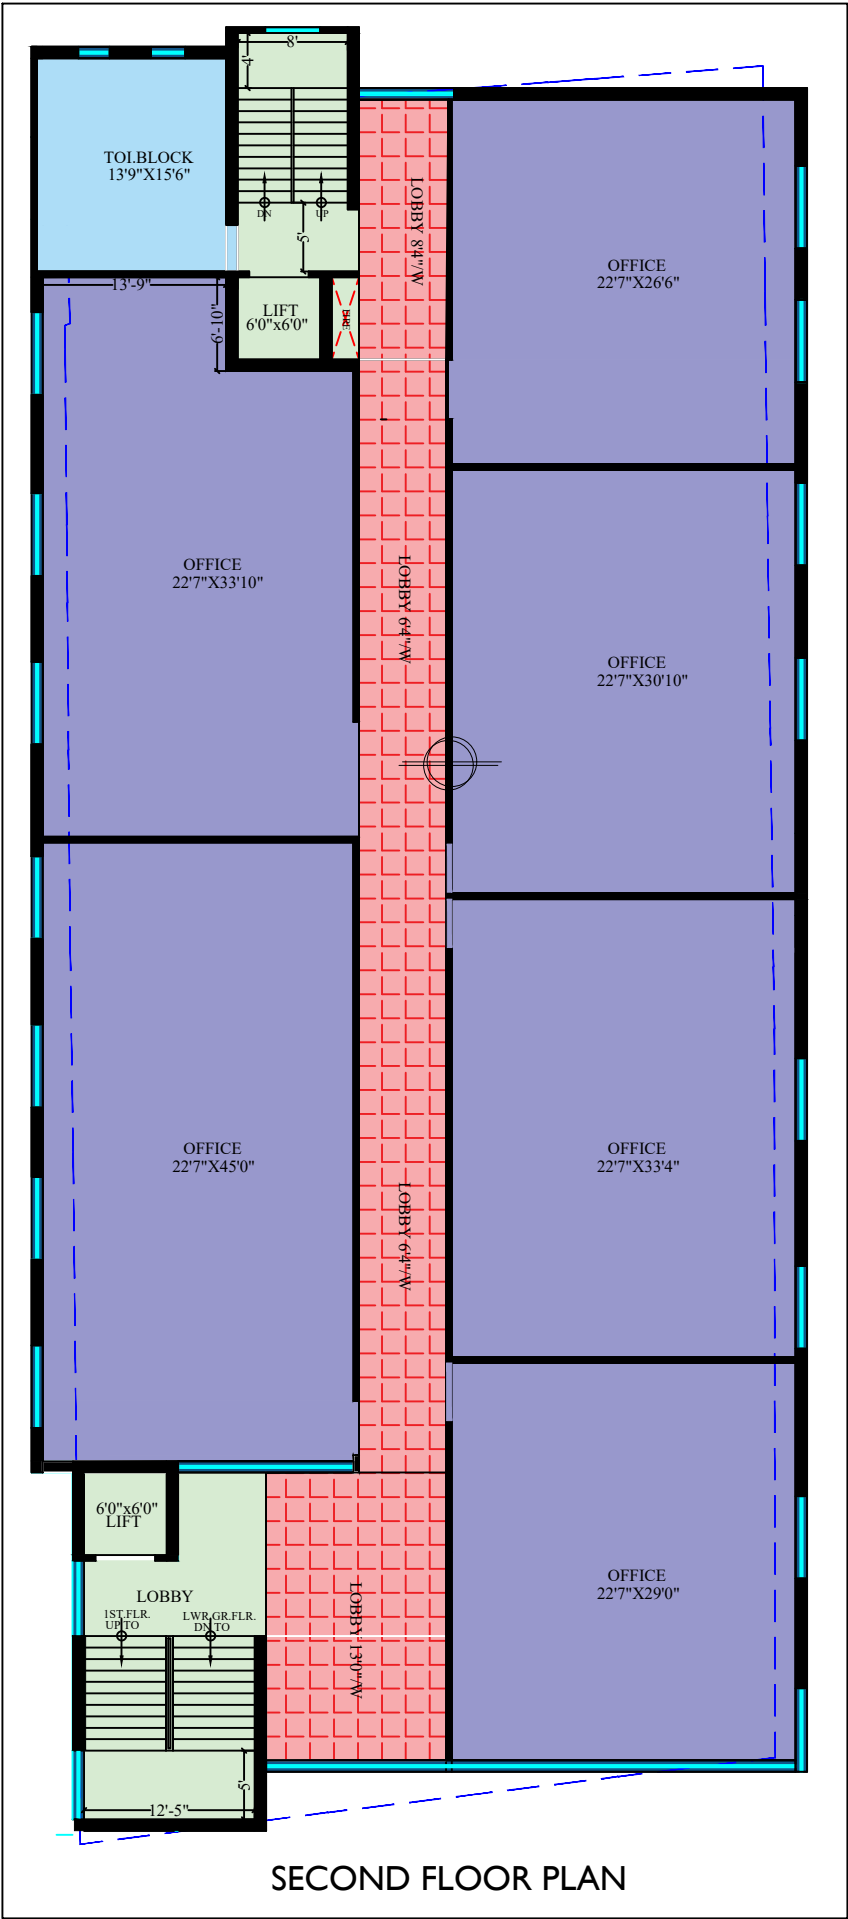 8'
4'
TOI.BLOCK
13'9"X15'6"
DN
UP
5'
LOBBY 8'4"/W
13'-9"
6'-10"
LIFT
6'0"x6'0"
OFFICE
22'7"X26'6"
OFFICE
22'7"X33'10"
LOBBY 6'4"/W
OFFICE
22'7"X30'10"
OFFICE
22'7"X45'0"
LOBBY 6'4"/W
OFFICE
22'7"X33'4"
6'0"x6'0"
LIFT
LOBBY
1ST.FLR.
UP TO
LWR.GR.FLR.
DN TO
LOBBY 13'0"/W
OFFICE
22'7"X29'0"
5'
12'-5"
SECOND FLOOR PLAN